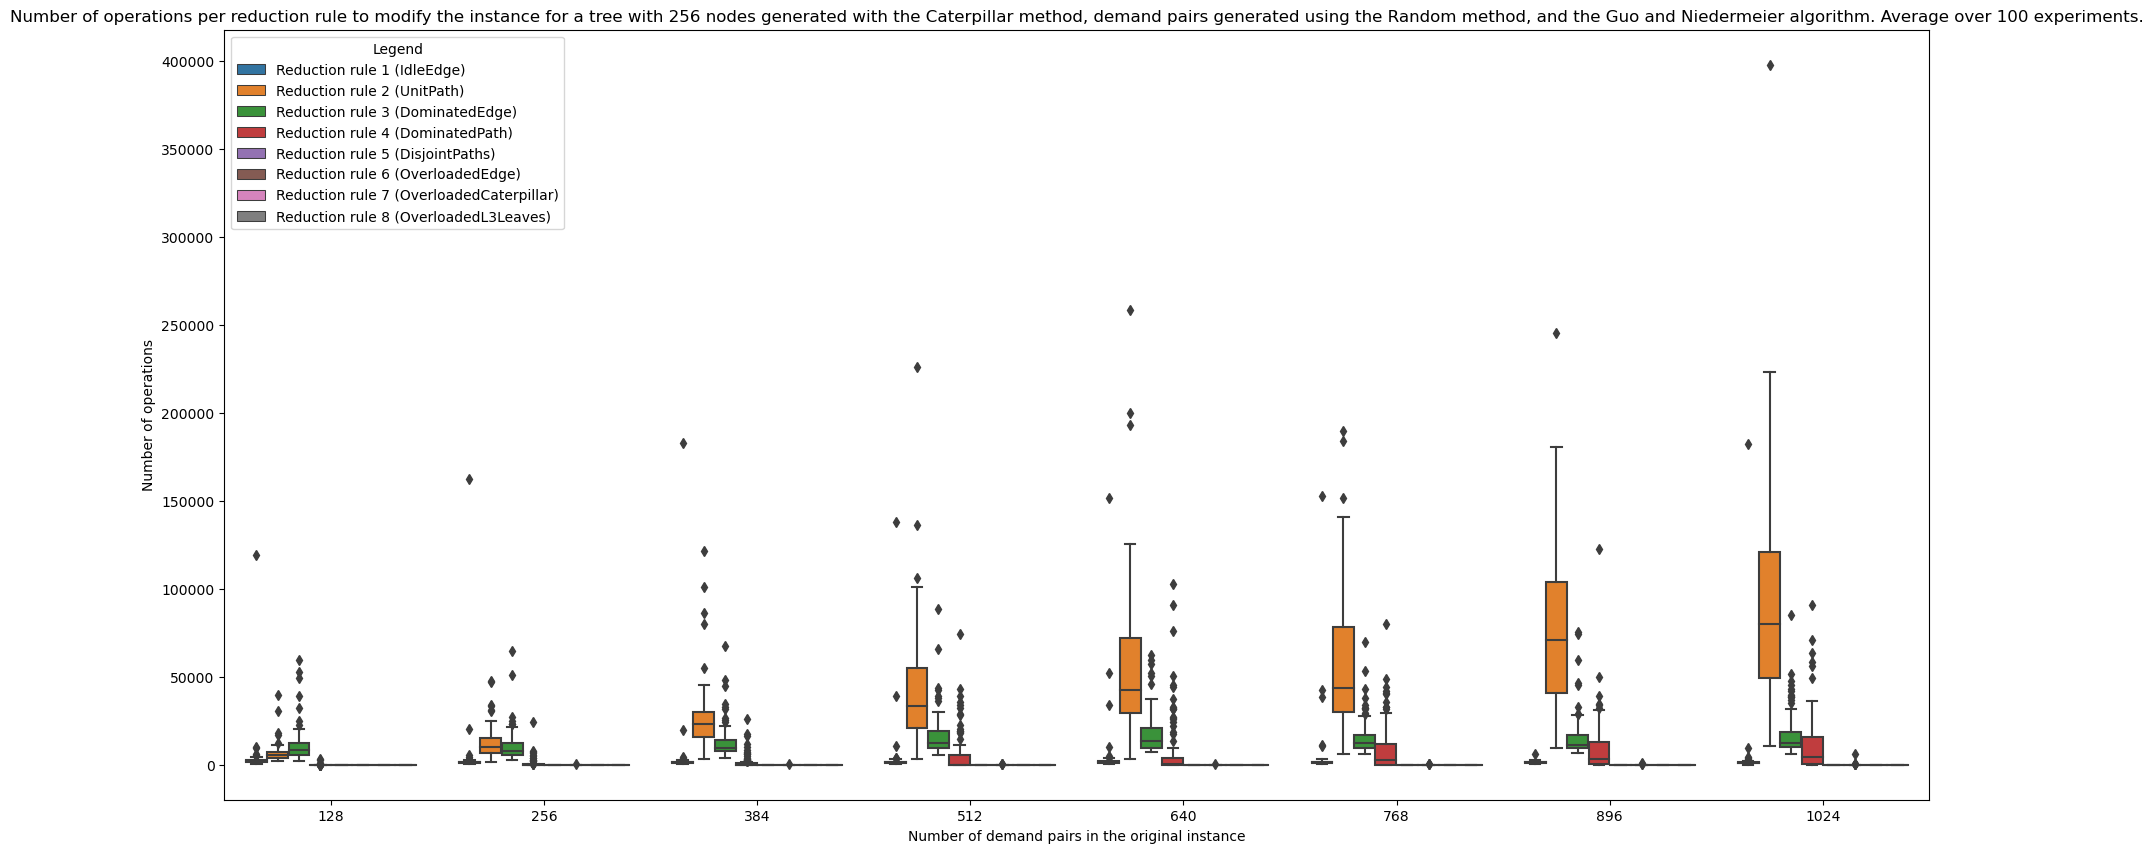 Number of operations per reduction rule to modify the instance for a tree with 256 nodes generated with the Caterpillar method, demand pairs generated using the Random method, and the Guo and Niedermeier algorithm. Average over 100 experiments.
Legend
Reduction rule 1 (IdleEdge)
Reduction rule 2 (UnitPath)
Reduction rule 3 (DominatedEdge)
Reduction rule 4 (DominatedPath)
Reduction rule 5 (DisjointPaths)
Reduction rule 6 (OverloadedEdge)
Reduction rule 7 (OverloadedCaterpillar)
Reduction rule 8 (OverloadedL3Leaves)
Number of operations
400000
350000
300000
250000
200000
150000
100000
50000
0
128 256 384 512 640 768 896 1024
Number of demand pairs in the original instance